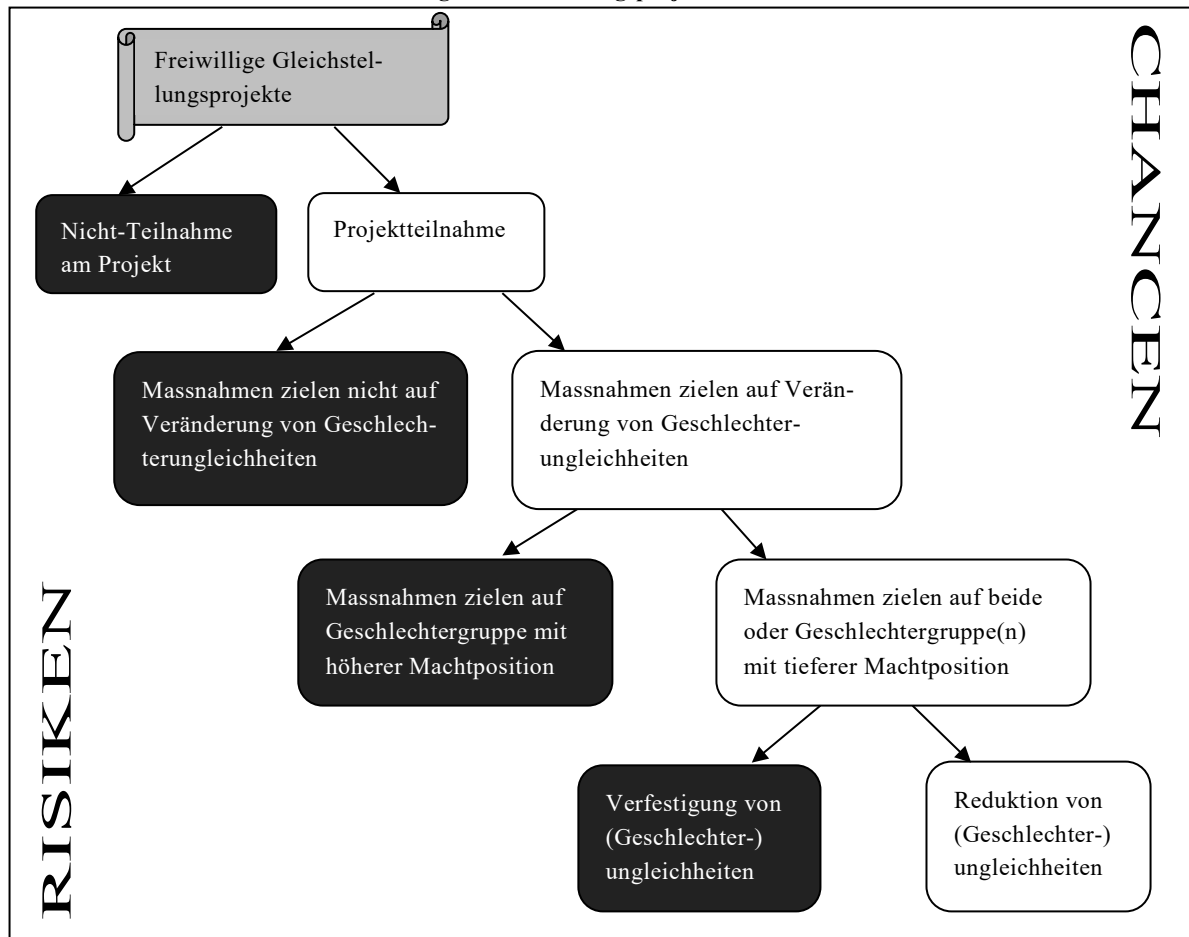 Freiwillige Gleichstel-
lungsprojekte
CHANCEN
Nicht-Teilnahme
am Projekt
Projektteilnahme
Massnahmen zielen nicht auf
Veränderung von Geschlech-
terungleichheiten
Massnahmen zielen auf Verän-
derung von Geschlechter-
ungleichheiten
RISIKEN
Massnahmen zielen auf
Geschlechtergruppe mit
höherer Machtposition
Massnahmen zielen auf beide
oder Geschlechtergruppe(n)
mit tieferer Machtposition
Verfestigung von
(Geschlechter-)
ungleichheiten
Reduktion von
(Geschlechter-)
ungleichheiten